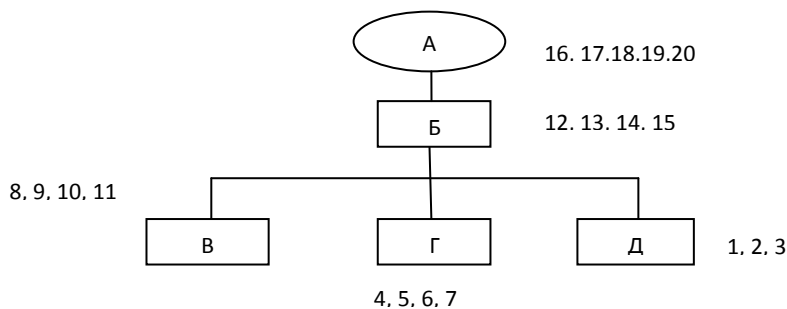 А
16. 17.18.19.20
Б
12. 13. 14. 15
8, 9, 10, 11
В
Г
Д
1, 2, 3
4, 5, 6, 7